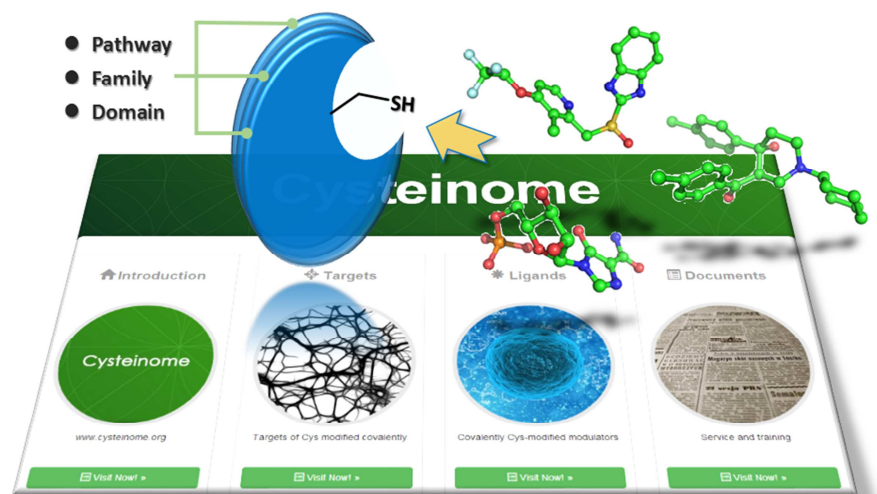 Pathway
Family
Domain
SH
Cysteinome
Introduction
Targets
Ligands
Documents
Cysteinome
www.cysteinome.org
Targets of Cys modified covalently
Covalently Cys-modified modulators
Service and training
Visit Now! »
Visit Now! »
Visit Now! »
Visit Now! »